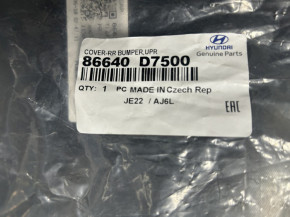 COVER-RR BUMPER,UPR
86640 D7500
HYUNDAI
Genuine Parts
QTY: 1 PC MADE IN Czech Rep
JE22 / AJ6L
EAC